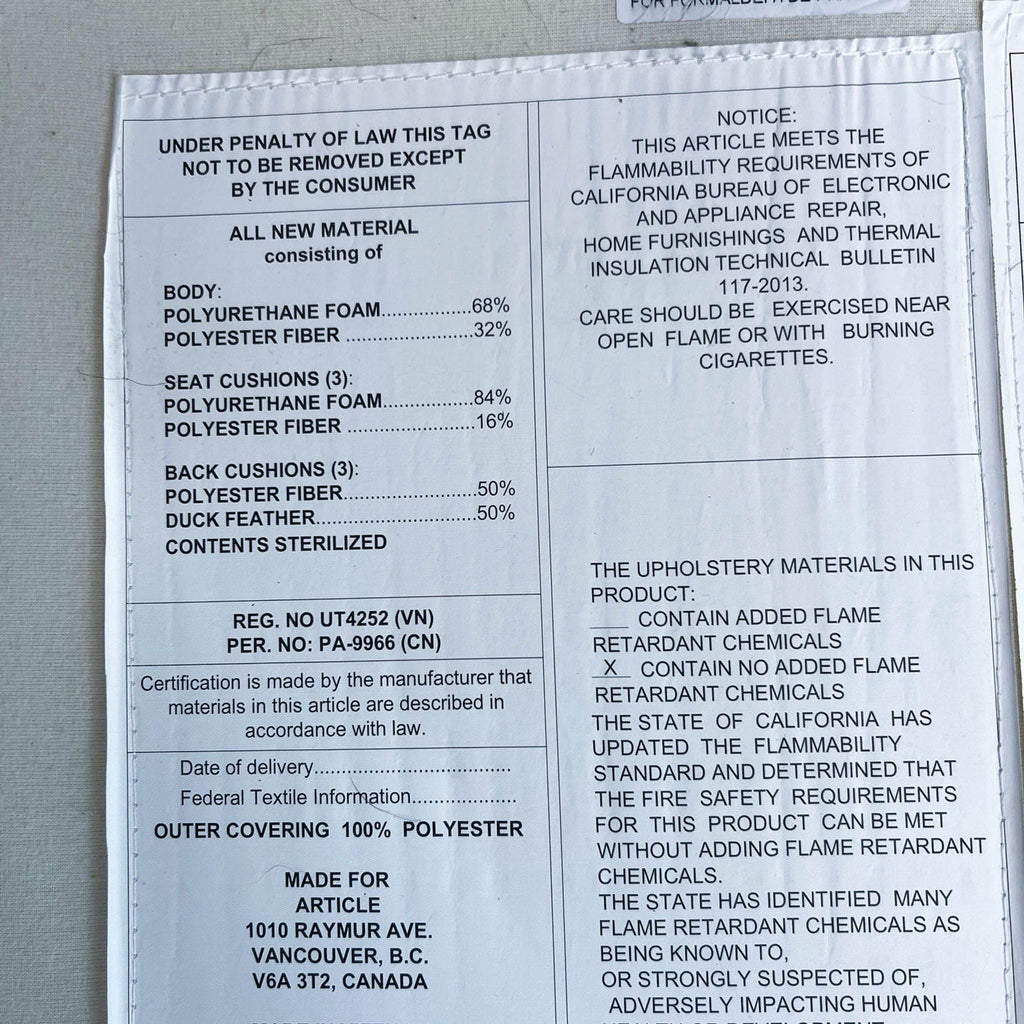 UNDER PENALTY OF LAW THIS TAG
NOT TO BE REMOVED EXCEPT
BY THE CONSUMER
ALL NEW MATERIAL
consisting of
BODY:
POLYURETHANE FOAM................68%
POLYESTER FIBER .......................32%
SEAT CUSHIONS (3):
POLYURETHANE FOAM................84%
POLYESTER FIBER .......................16%
BACK CUSHIONS (3):
POLYESTER FIBER........................50%
DUCK FEATHER.............................50%
CONTENTS STERILIZED
REG. NO UT4252 (VN)
PER. NO: PA-9966 (CN)
Certification is made by the manufacturer that
materials in this article are described in
accordance with law.
Date of delivery...................................
Federal Textile Information...................
OUTER COVERING 100% POLYESTER
MADE FOR
ARTICLE
1010 RAYMUR AVE.
VANCOUVER, B.C.
V6A 3T2, CANADA
NOTICE:
THIS ARTICLE MEETS THE
FLAMMABILITY REQUIREMENTS OF
CALIFORNIA BUREAU OF ELECTRONIC
AND APPLIANCE REPAIR,
HOME FURNISHINGS AND THERMAL
INSULATION TECHNICAL BULLETIN
117-2013.
CARE SHOULD BE EXERCISED NEAR
OPEN FLAME OR WITH BURNING
CIGARETTES.
THE UPHOLSTERY MATERIALS IN THIS
PRODUCT:
___ CONTAIN ADDED FLAME
RETARDANT CHEMICALS
X CONTAIN NO ADDED FLAME
RETARDANT CHEMICALS
THE STATE OF CALIFORNIA HAS
UPDATED THE FLAMMABILITY
STANDARD AND DETERMINED THAT
THE FIRE SAFETY REQUIREMENTS
FOR THIS PRODUCT CAN BE MET
WITHOUT ADDING FLAME RETARDANT
CHEMICALS.
THE STATE HAS IDENTIFIED MANY
FLAME RETARDANT CHEMICALS AS
BEING KNOWN TO,
OR STRONGLY SUSPECTED OF,
ADVERSELY IMPACTING HUMAN